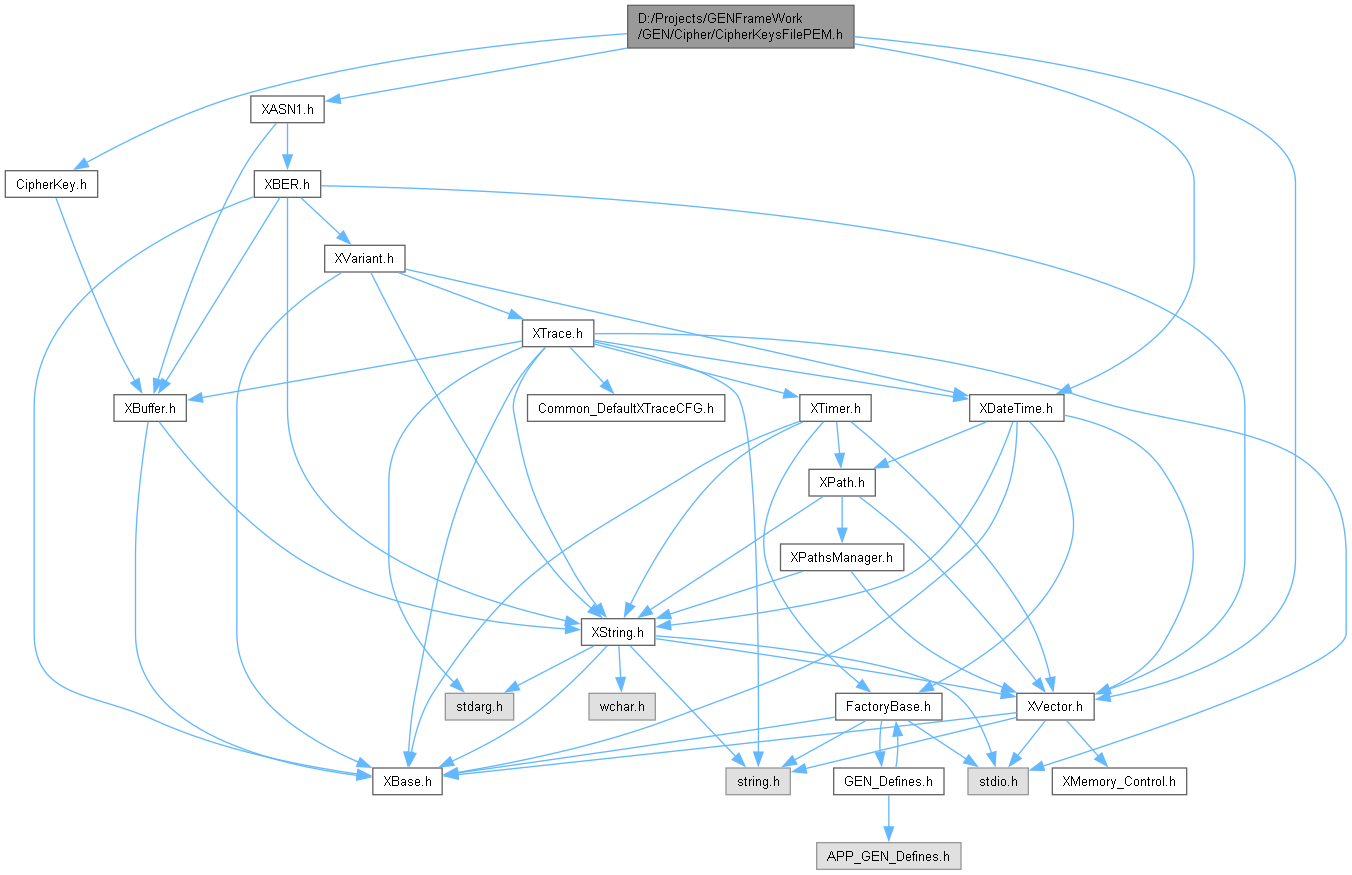 D:/Projects/GENFrameWork
/GEN/Cipher/CipherKeysFilePEM.h
XASN1.h
CipherKey.h
XBER.h
XVariant.h
XTrace.h
XBuffer.h
Common_DefaultXTraceCFG.h
XTimer.h
XDateTime.h
XPath.h
XPathsManager.h
XString.h
stdarg.h
wchar.h
FactoryBase.h
XVector.h
XBase.h
string.h
GEN_Defines.h
stdio.h
XMemory_Control.h
APP_GEN_Defines.h